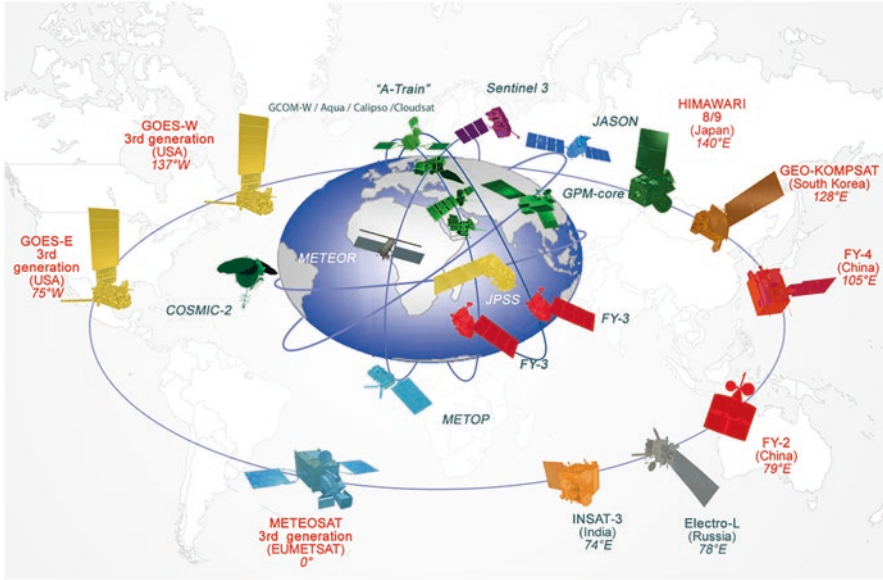 "A-Train"
GCOM-W / Aqua / Calipso /Cloudsat
Sentinel 3
JASON
HIMAWARI
8/9
(Japan)
140°E
GOES-W
3rd generation
(USA)
137°W
GPM-core
GEO-KOMPSAT
(South Korea)
128°E
GOES-E
3rd
generation
(USA)
75°W
METEOR
FY-4
(China)
105°E
COSMIC-2
JPSS
FY-3
FY-3
METOP
FY-2
(China)
79°E
METEOSAT
3rd generation
(EUMETSAT)
0°
INSAT-3
(India)
74°E
Electro-L
(Russia)
78°E